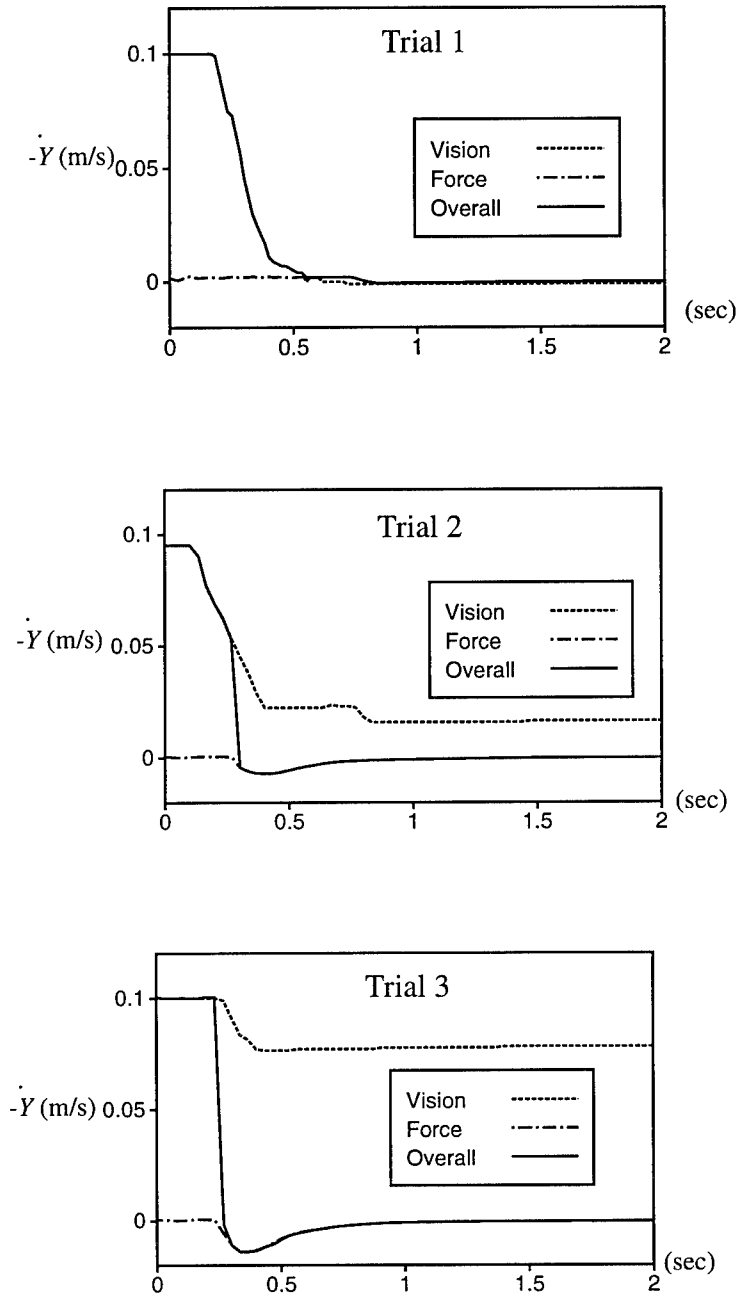 Trial 1
0.1
-Ẏ (m/s) 0.05
0
Vision
Force
Overall
(sec)
0 0.5 1 1.5 2
Trial 2
0.1
-Ẏ (m/s) 0.05
0
Vision
Force
Overall
(sec)
0 0.5 1 1.5 2
Trial 3
0.1
-Ẏ (m/s) 0.05
0
Vision
Force
Overall
(sec)
0 0.5 1 1.5 2